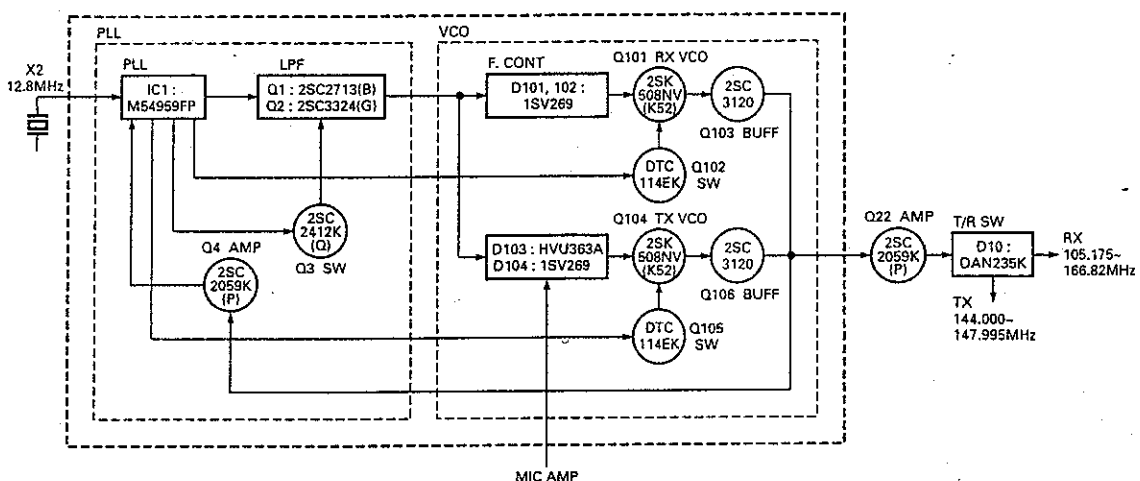 PLL
VCO
X2
12.8MHz
PLL
IC1 :
M54959FP
LPF
Q1 : 2SC2713(B)
Q2 : 2SC3324(G)
F. CONT
D101, 102 :
1SV269
Q101 RX VCO
2SK
508NV
(K52)
2SC
3120
Q103 BUFF
DTC
114EK
Q102
SW
2SC
2412K
(Q)
Q3 SW
Q4 AMP
2SC
2059K
(P)
D103 : HVU363A
D104 : 1SV269
Q104 TX VCO
2SK
508NV
(K52)
2SC
3120
Q106 BUFF
DTC
114EK
Q105
SW
Q22 AMP
2SC
2059K
(P)
T/R SW
D10 :
DAN235K
RX
105.175~
166.82MHz
TX
144.000~
147.995MHz
MIC AMP